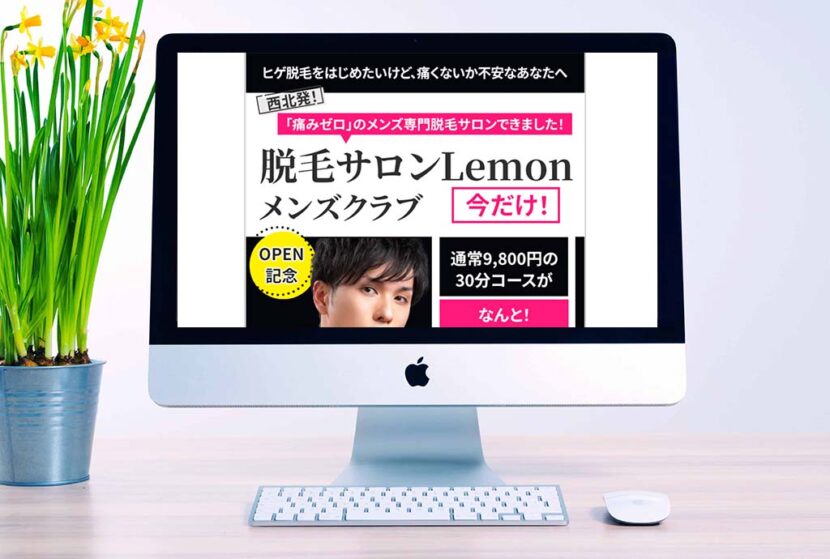 ヒゲ脱毛をはじめたいけど、痛くないか不安なあなたへ
西北発!
「痛みゼロ」のメンズ専門脱毛サロンできました!
脱毛サロンLemon
メンズクラブ
今だけ!
OPEN
記念
通常9,800円の
30分コースが
なんと!